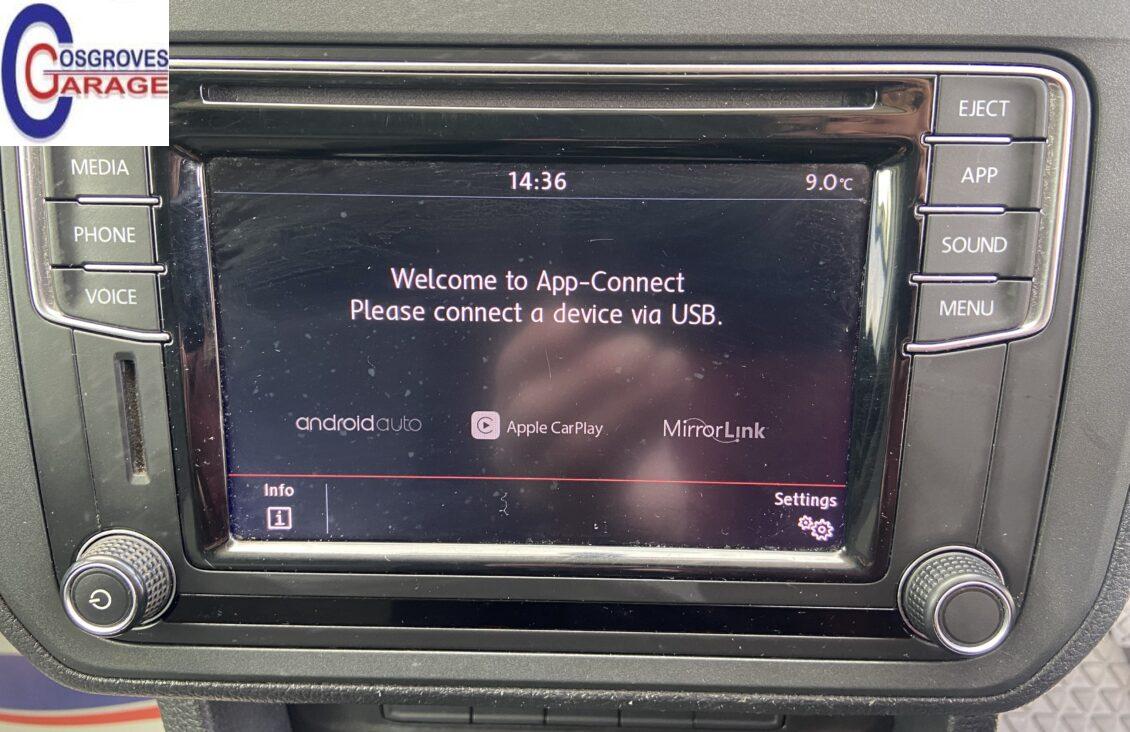 COSGROVES
GARAGE
EJECT
MEDIA
APP
PHONE
SOUND
VOICE
MENU
14:36
9.0°C
Welcome to App-Connect
Please connect a device via USB.
androidauto
Apple CarPlay
MirrorLink
Info
i
Settings